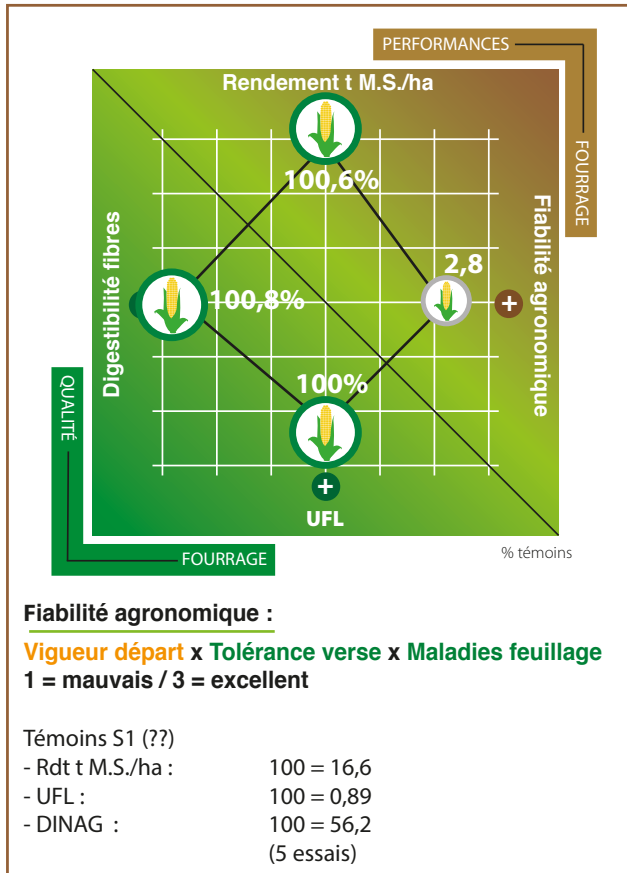 PERFORMANCES
FOURRAGE
Rendement t M.S./ha
100,6%
Fiabilité agronomique
2,8
+
Digestibilité fibres
100,8%
100%
+
UFL
QUALITÉ
FOURRAGE
% témoins
Fiabilité agronomique :
Vigueur départ x Tolérance verse x Maladies feuillage
1 = mauvais / 3 = excellent
Témoins S1 (??)
- Rdt t M.S./ha : 100 = 16,6
- UFL : 100 = 0,89
- DINAG : 100 = 56,2
(5 essais)